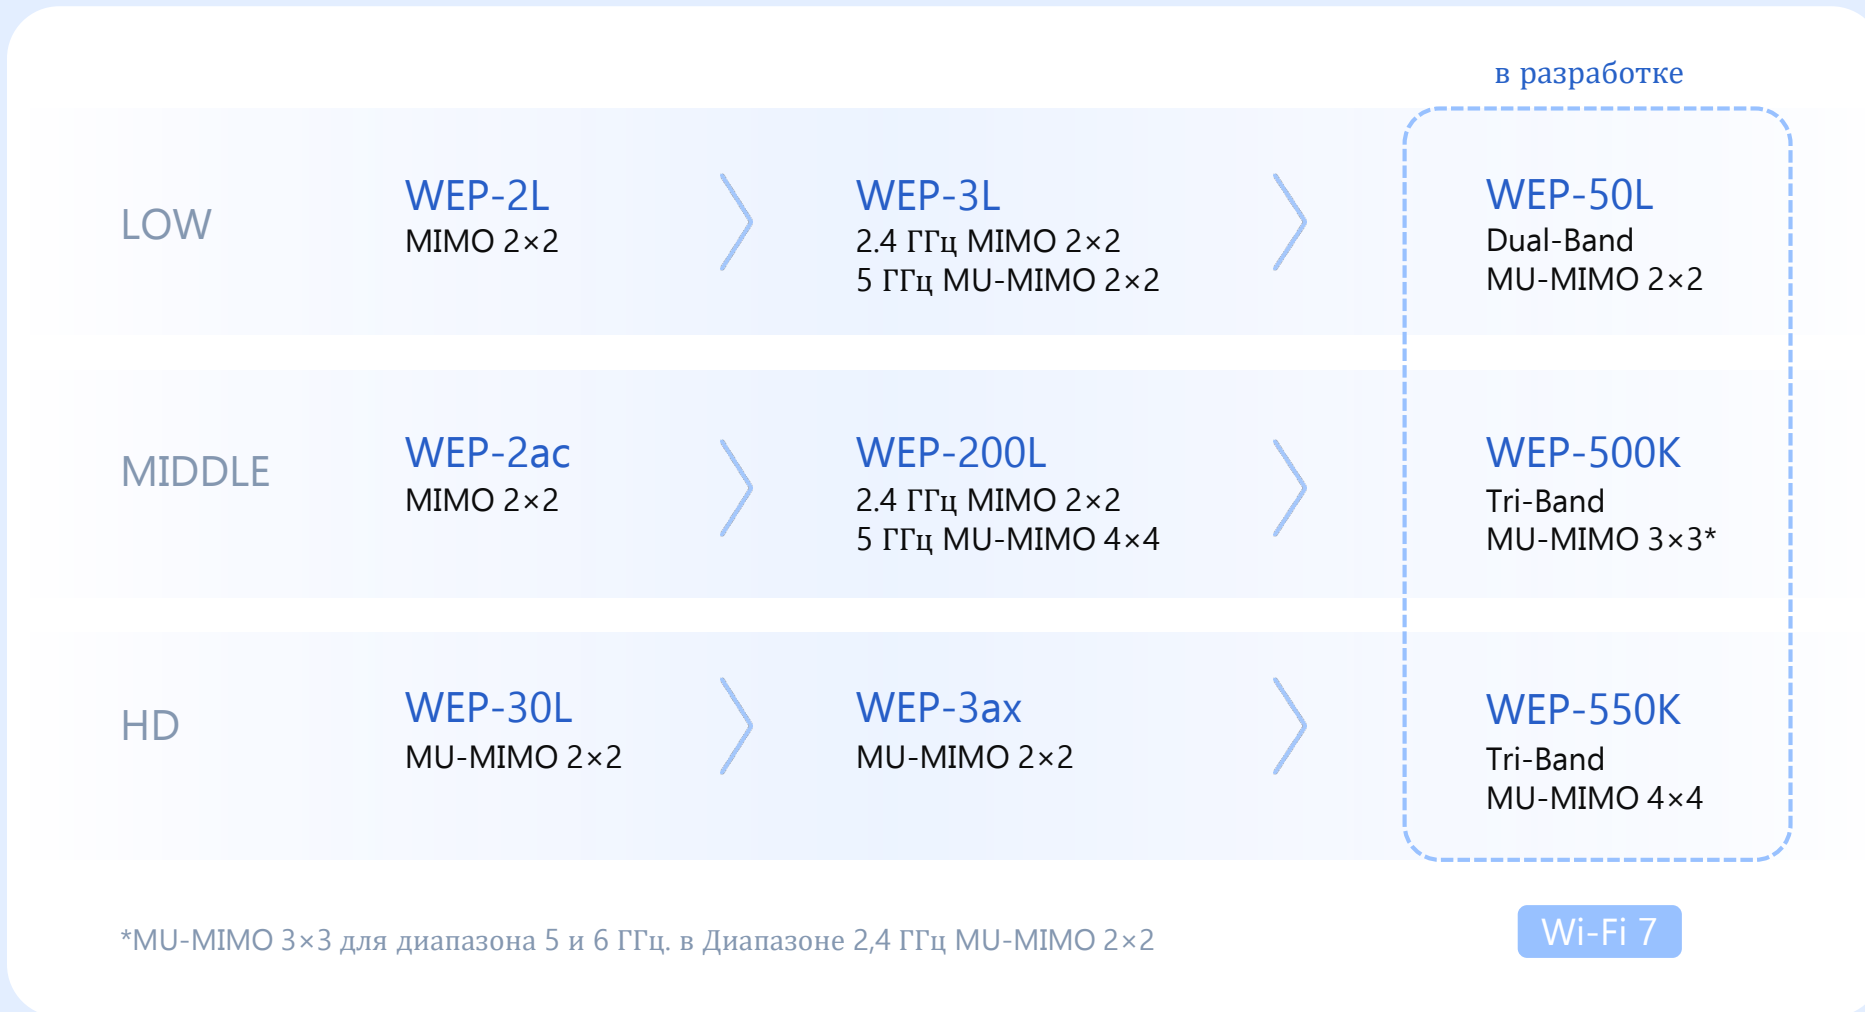 в разработке
LOW
WEP-2L
MIMO 2×2
WEP-3L
2.4 ГГц MIMO 2×2
5 ГГц MU-MIMO 2×2
WEP-50L
Dual-Band
MU-MIMO 2×2
MIDDLE
WEP-2ac
MIMO 2×2
WEP-200L
2.4 ГГц MIMO 2×2
5 ГГц MU-MIMO 4×4
WEP-500K
Tri-Band
MU-MIMO 3×3*
HD
WEP-30L
MU-MIMO 2×2
WEP-3ax
MU-MIMO 2×2
WEP-550K
Tri-Band
MU-MIMO 4×4
*MU-MIMO 3×3 для диапазона 5 и 6 ГГц. в Диапазоне 2,4 ГГц MU-MIMO 2×2
Wi-Fi 7